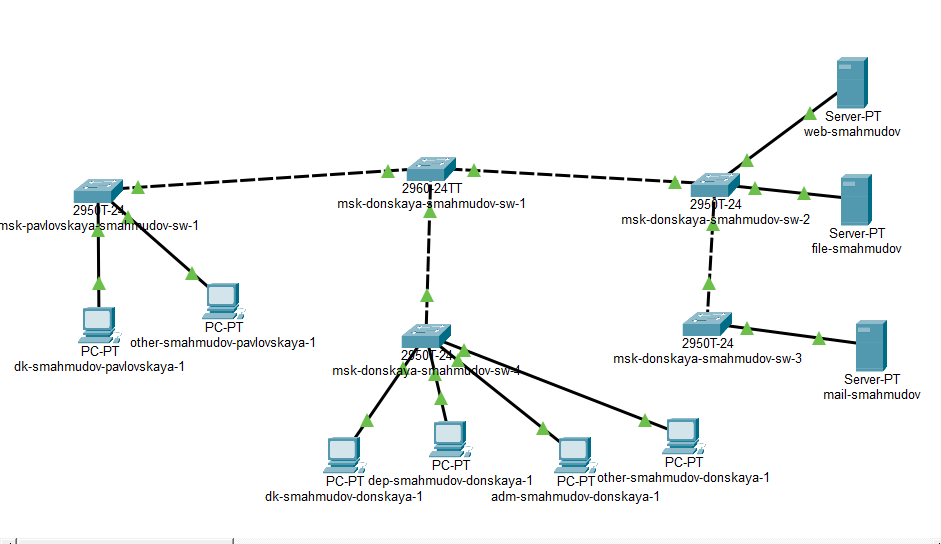 Server-PT
web-smahmudov
2960-24TT
msk-donskaya-smahmudov-sw-1
2950T-24
msk-pavlovskaya-smahmudov-sw-1
2950T-24
msk-donskaya-smahmudov-sw-2
Server-PT
file-smahmudov
PC-PT
other-smahmudov-pavlovskaya-1
PC-PT
dk-smahmudov-pavlovskaya-1
2950T-24
msk-donskaya-smahmudov-sw-4
2950T-24
msk-donskaya-smahmudov-sw-3
Server-PT
mail-smahmudov
PC-PT
dk-smahmudov-donskaya-1
PC-PT
dep-smahmudov-donskaya-1
PC-PT
adm-smahmudov-donskaya-1
PC-PT
other-smahmudov-donskaya-1